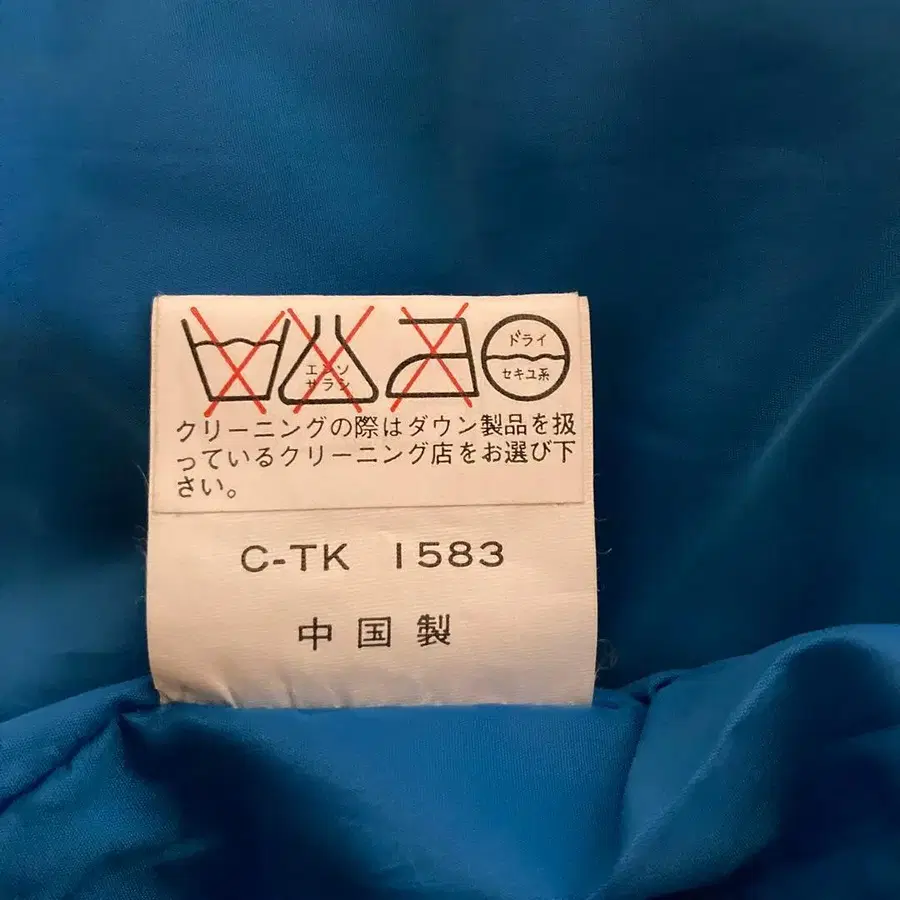 エンソ
サラシ
ドライ
セキユ系
クリーニングの際はダウン製品を扱
っているクリーニング店をお選び下
さい。
C-TK 1583
中国製